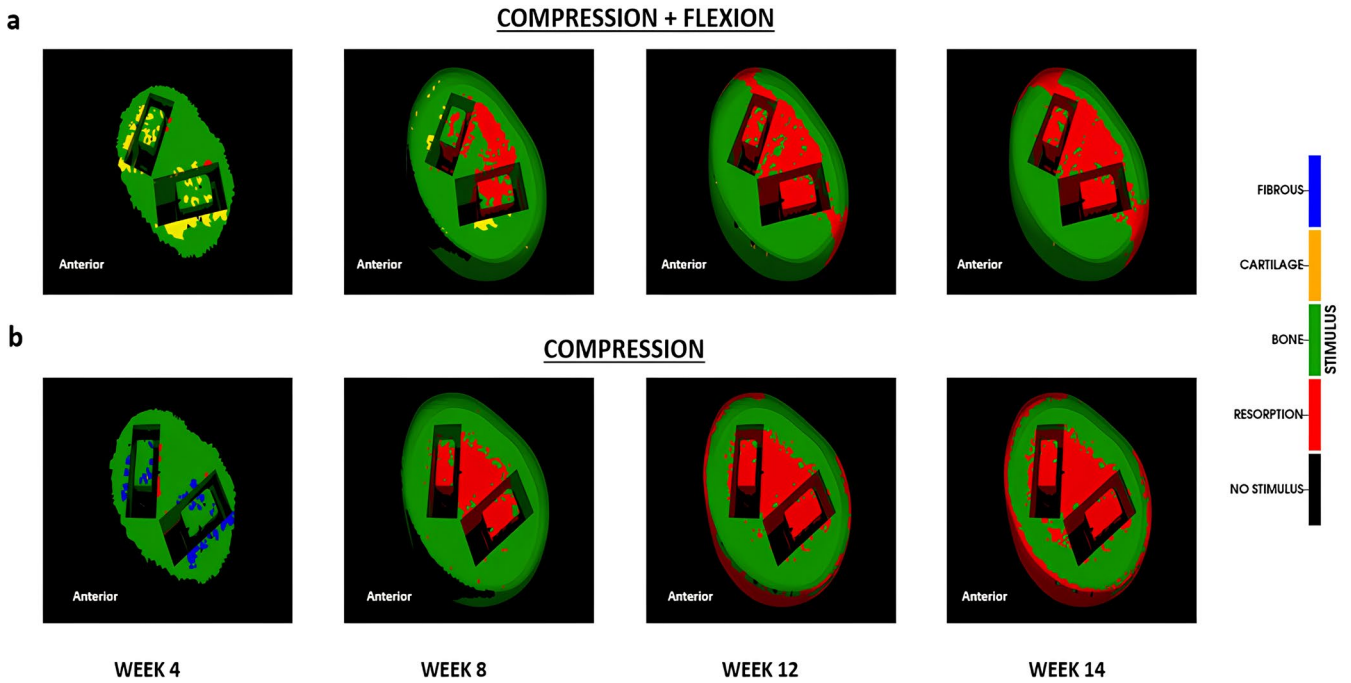 a
COMPRESSION + FLEXION
Anterior
Anterior
Anterior
Anterior
b
COMPRESSION
Anterior
Anterior
Anterior
Anterior
WEEK 4
WEEK 8
WEEK 12
WEEK 14
FIBROUS
CARTILAGE
BONE
RESORPTION
NO STIMULUS
STIMULUS